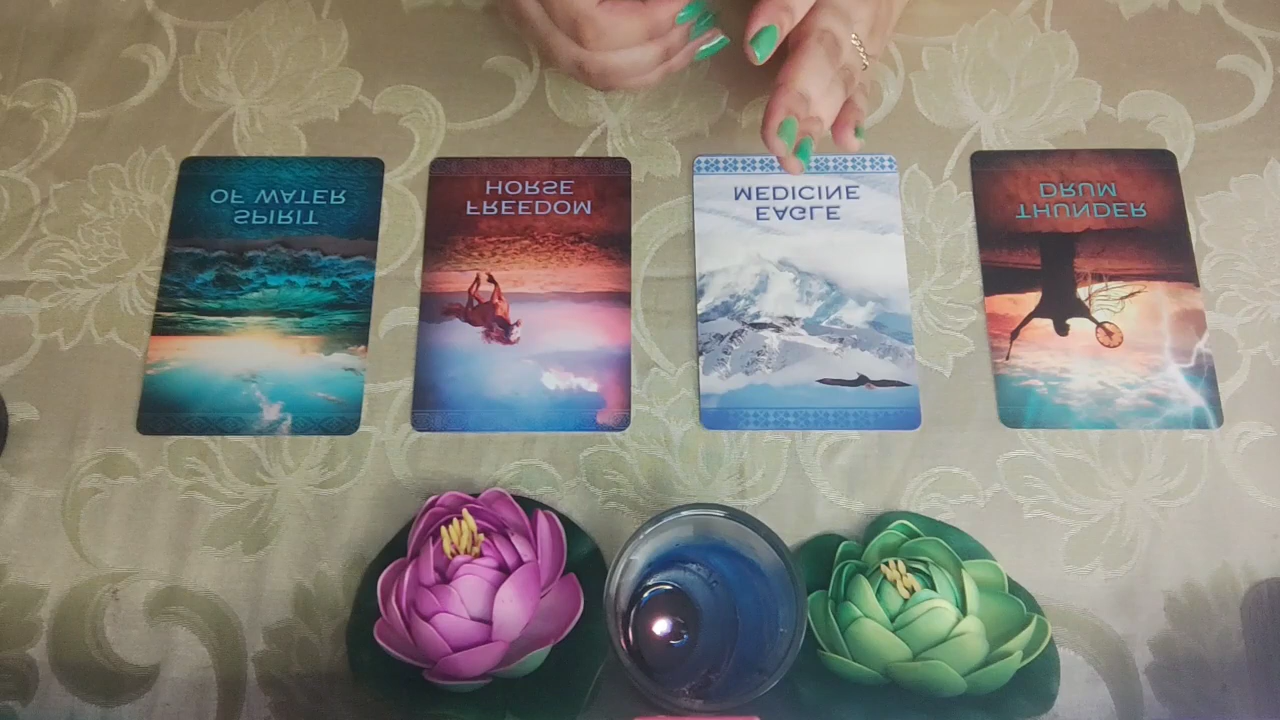 SPIRIT
OF WATER
FREEDOM
HORSE
EAGLE
MEDICINE
THUNDER
DRUM